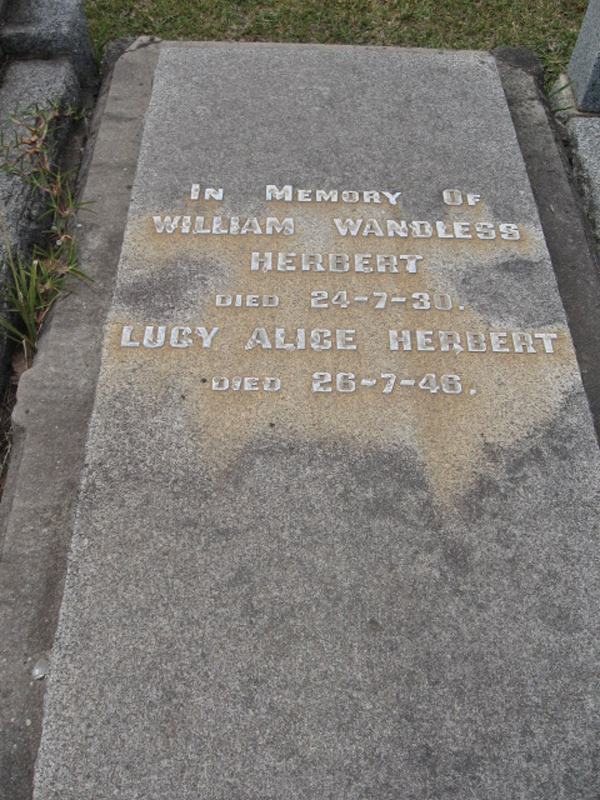 In Memory Of
WILLIAM WANDLESS
HERBERT
DIED 24-7-30.
LUCY ALICE HERBERT
DIED 26-7-46.